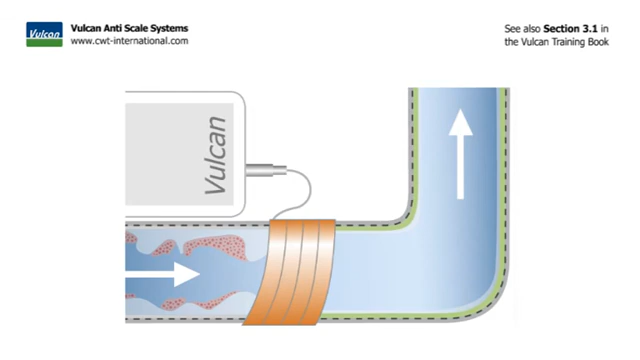 Vulcan
Vulcan Anti Scale Systems
www.cwt-international.com
See also Section 3.1 in
the Vulcan Training Book
Vulcan